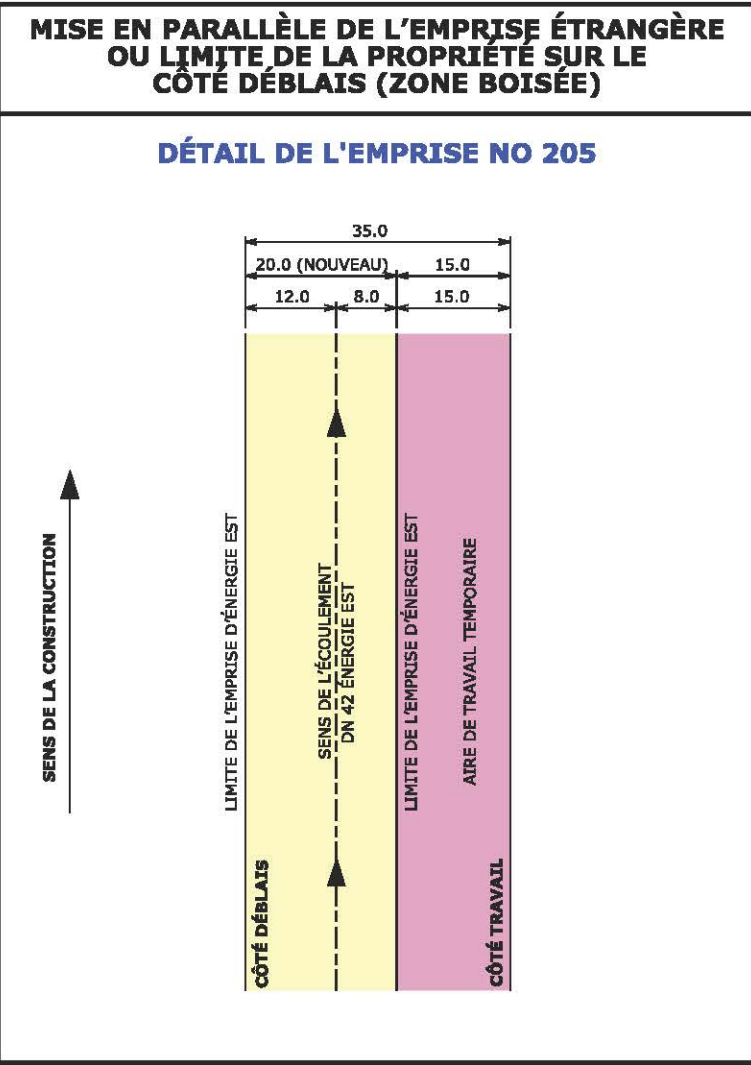 MISE EN PARALLÈLE DE L'EMPRISE ÉTRANGÈRE
OU LIMITE DE LA PROPRIÉTÉ SUR LE
CÔTÉ DÉBLAIS (ZONE BOISÉE)
DÉTAIL DE L'EMPRISE NO 205
35.0
20.0 (NOUVEAU)
15.0
12.0
8.0
15.0
SENS DE LA CONSTRUCTION
LIMITE DE L'EMPRISE D'ÉNERGIE EST
CÔTÉ DÉBLAIS
SENS DE L'ÉCOULEMENT
DN 42 ÉNERGIE EST
LIMITE DE L'EMPRISE D'ÉNERGIE EST
AIRE DE TRAVAIL TEMPORAIRE
CÔTÉ TRAVAIL